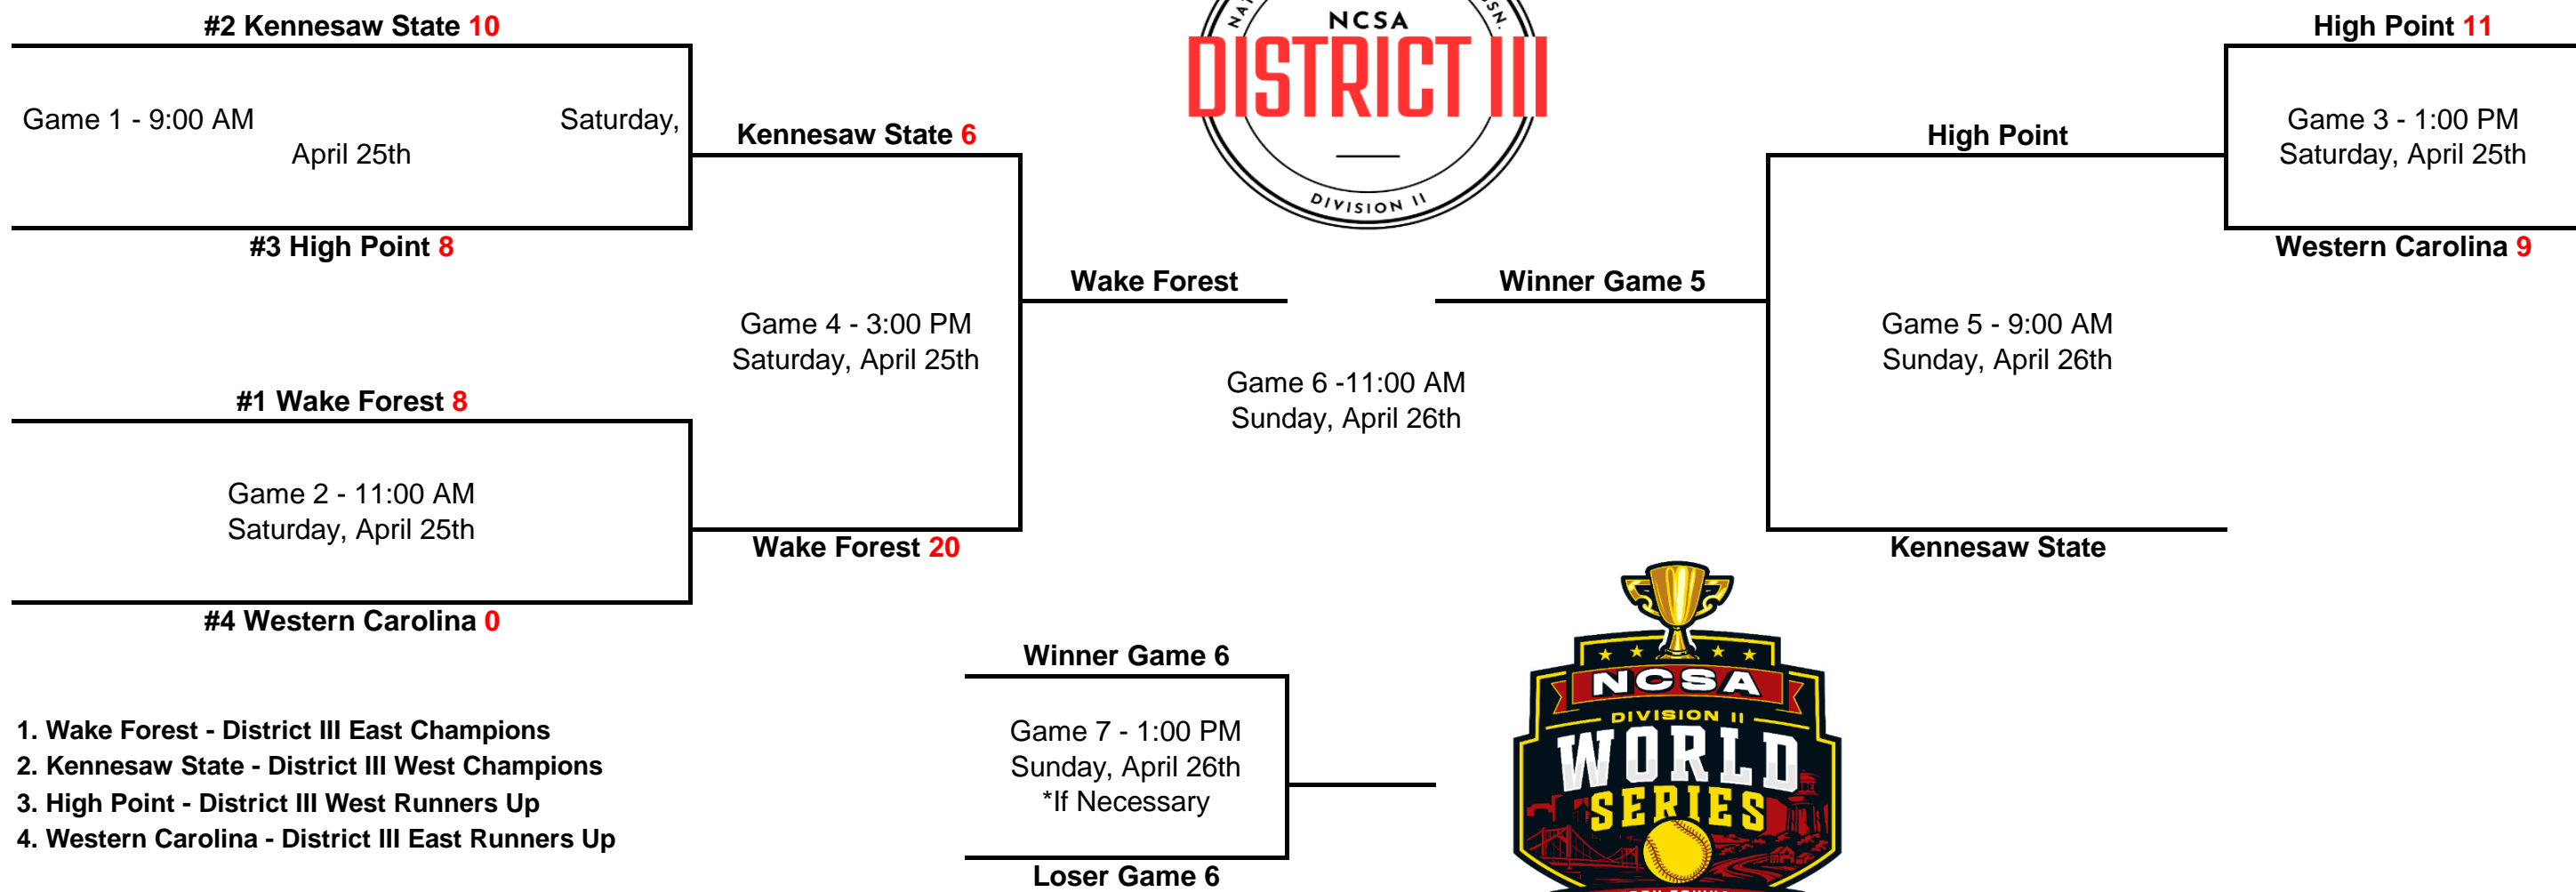 #2 Kennesaw State 10
Game 1 - 9:00 AM Saturday,
April 25th
#3 High Point 8
Kennesaw State 6
Game 4 - 3:00 PM
Saturday, April 25th
Wake Forest 20
#1 Wake Forest 8
Game 2 - 11:00 AM
Saturday, April 25th
#4 Western Carolina 0
Wake Forest
Winner Game 5
Game 6 -11:00 AM
Sunday, April 26th
NCSA
DISTRICT III
DIVISION II
High Point
Game 5 - 9:00 AM
Sunday, April 26th
Kennesaw State
High Point 11
Game 3 - 1:00 PM
Saturday, April 25th
Western Carolina 9
Winner Game 6
Game 7 - 1:00 PM
Sunday, April 26th
*If Necessary
Loser Game 6
1. Wake Forest - District III East Champions
2. Kennesaw State - District III West Champions
3. High Point - District III West Runners Up
4. Western Carolina - District III East Runners Up
NCSA
DIVISION II
WORLD
SERIES